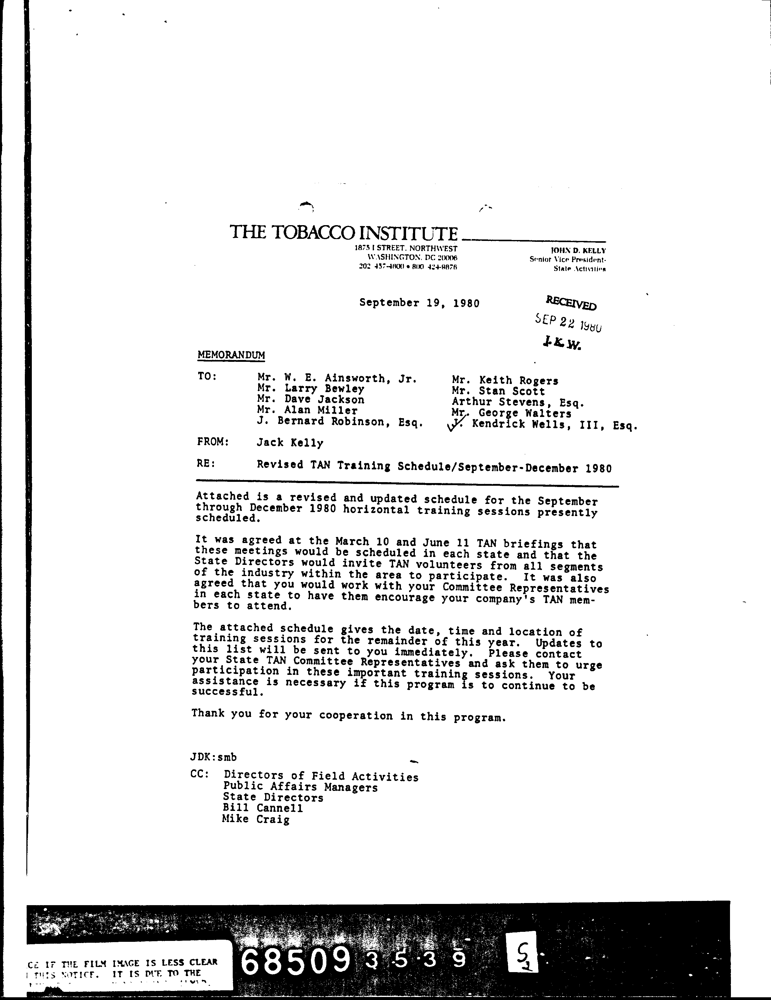 THE TOBACCO INSTITUTE
1875 I STREET, NORTHWEST
WASHINGTON, DC 20006
202 457-4800 • 800 424-9876
JOHN D. KELLY
Senior Vice President-
State Activities
September 19, 1980
RECEIVED
SEP 22 1980
J.K.W.
MEMORANDUM
TO: Mr. W. E. Ainsworth, Jr. Mr. Keith Rogers
Mr. Larry Bewley Mr. Stan Scott
Mr. Dave Jackson Arthur Stevens, Esq.
Mr. Alan Miller Mr. George Walters
J. Bernard Robinson, Esq. J. Kendrick Wells, III, Esq.
FROM: Jack Kelly
RE: Revised TAN Training Schedule/September-December 1980
Attached is a revised and updated schedule for the September
through December 1980 horizontal training sessions presently
scheduled.
It was agreed at the March 10 and June 11 TAN briefings that
these meetings would be scheduled in each state and that the
State Directors would invite TAN volunteers from all segments
of the industry within the area to participate. It was also
agreed that you would work with your Committee Representatives
in each state to have them encourage your company's TAN mem-
bers to attend.
The attached schedule gives the date, time and location of
training sessions for the remainder of this year. Updates to
this list will be sent to you immediately. Please contact
your State TAN Committee Representatives and ask them to urge
participation in these important training sessions. Your
assistance is necessary if this program is to continue to be
successful.
Thank you for your cooperation in this program.
JDK:smb
CC: Directors of Field Activities
Public Affairs Managers
State Directors
Bill Cannell
Mike Craig
CE IF THE FILM IMAGE IS LESS CLEAR
THIS NOTICE. IT IS DUE TO THE
68509 3539